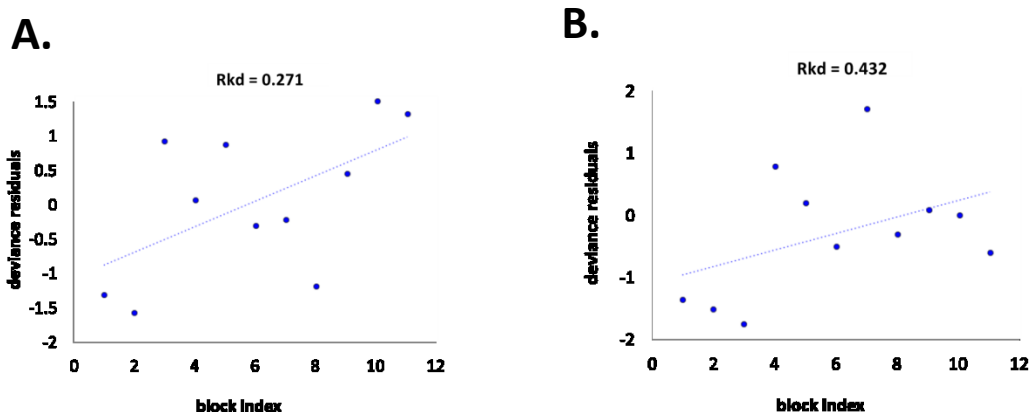 A.
Rkd = 0.271
1.5
1
0.5
0
-0.5
-1
-1.5
-2
deviance residuals
0 2 4 6 8 10 12
block index
B.
Rkd = 0.432
2
1
0
-1
-2
deviance residuals
0 2 4 6 8 10 12
block index